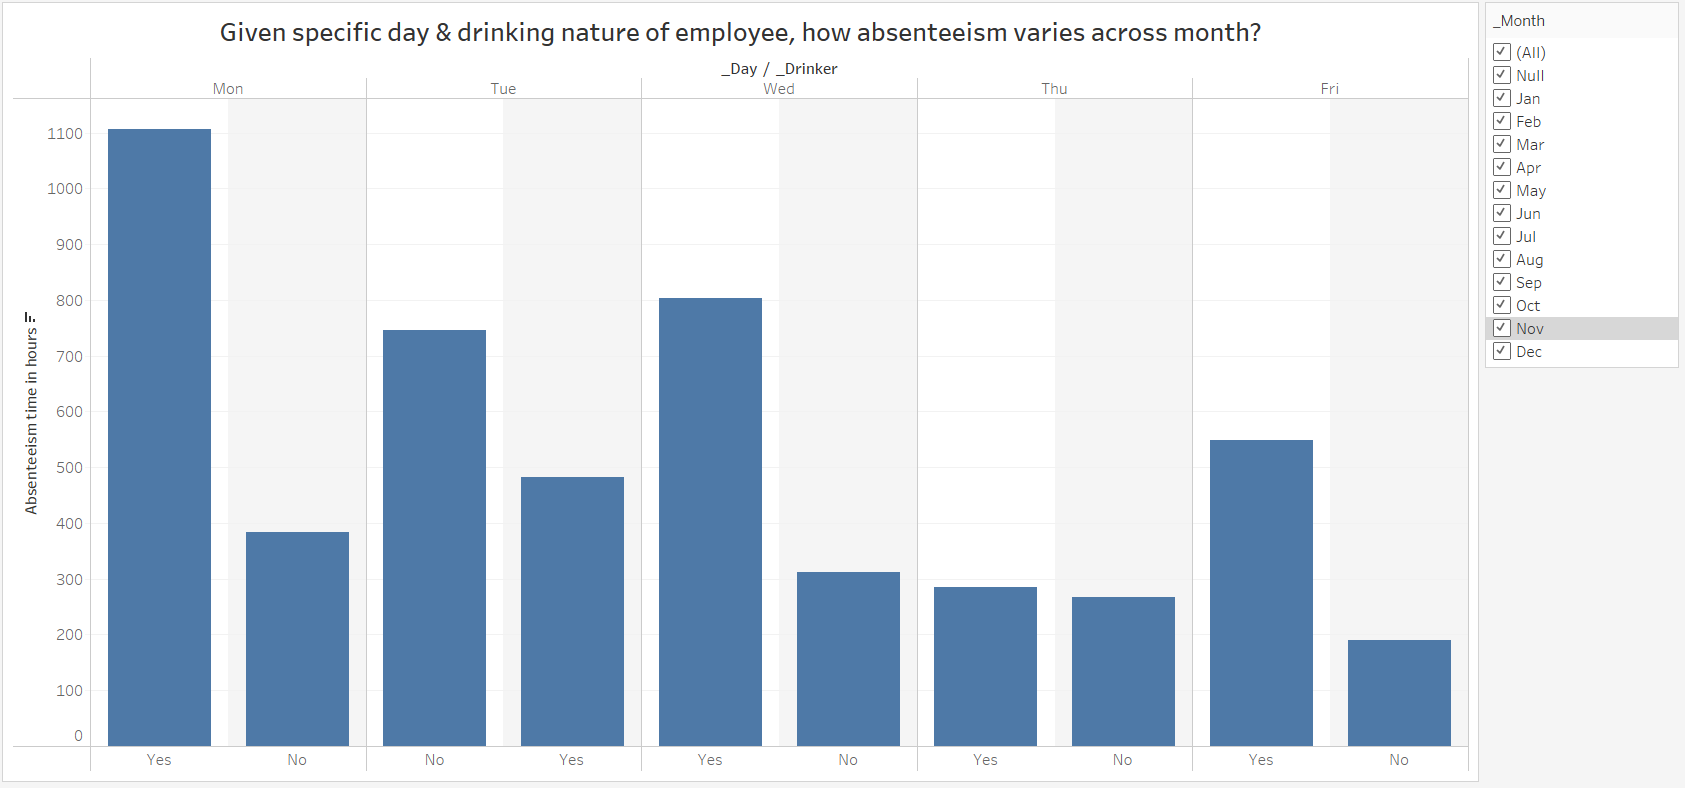 Given specific day & drinking nature of employee, how absenteeism varies across month?
_Day / _Drinker
Mon Tue Wed Thu Fri
Absenteeism time in hours
1100
1000
900
800
700
600
500
400
300
200
100
0
Yes No No Yes Yes No Yes No Yes No
_Month
(All)
Null
Jan
Feb
Mar
Apr
May
Jun
Jul
Aug
Sep
Oct
Nov
Dec